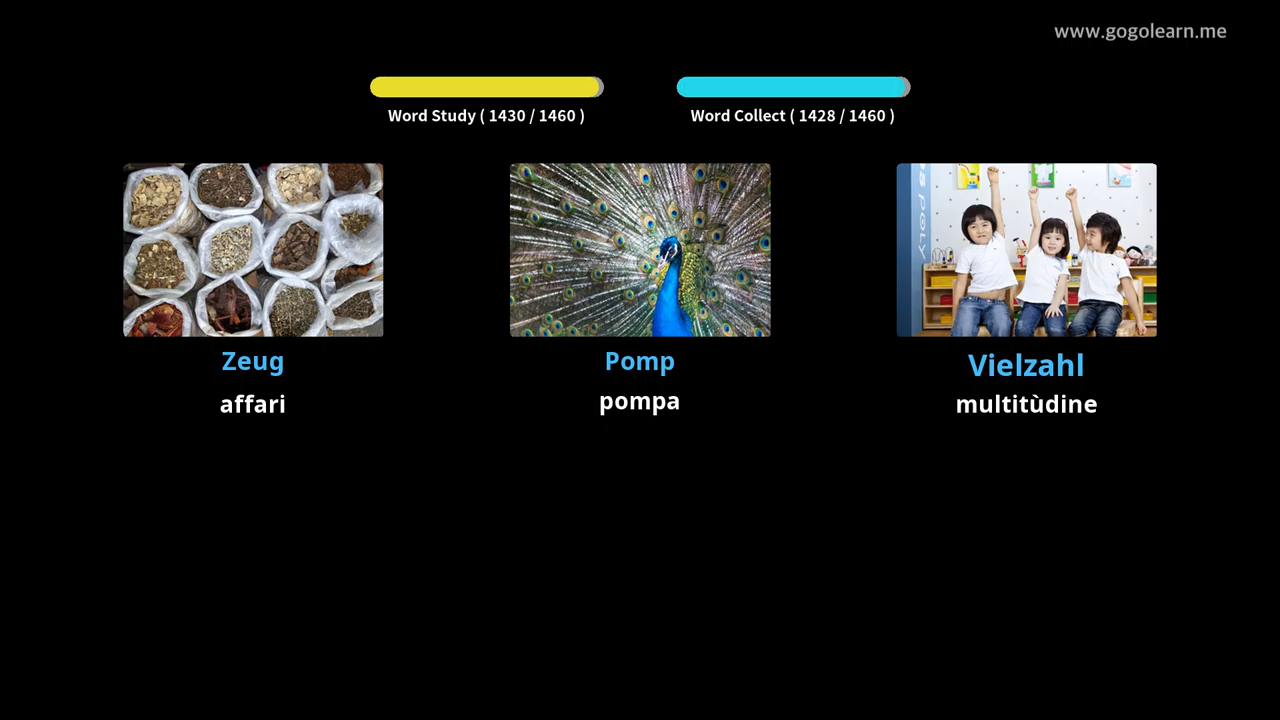 www.gogolearn.me
Word Study ( 1430 / 1460 )
Word Collect ( 1428 / 1460 )
Zeug
Pomp
Vielzahl
affari
pompa
multitùdine